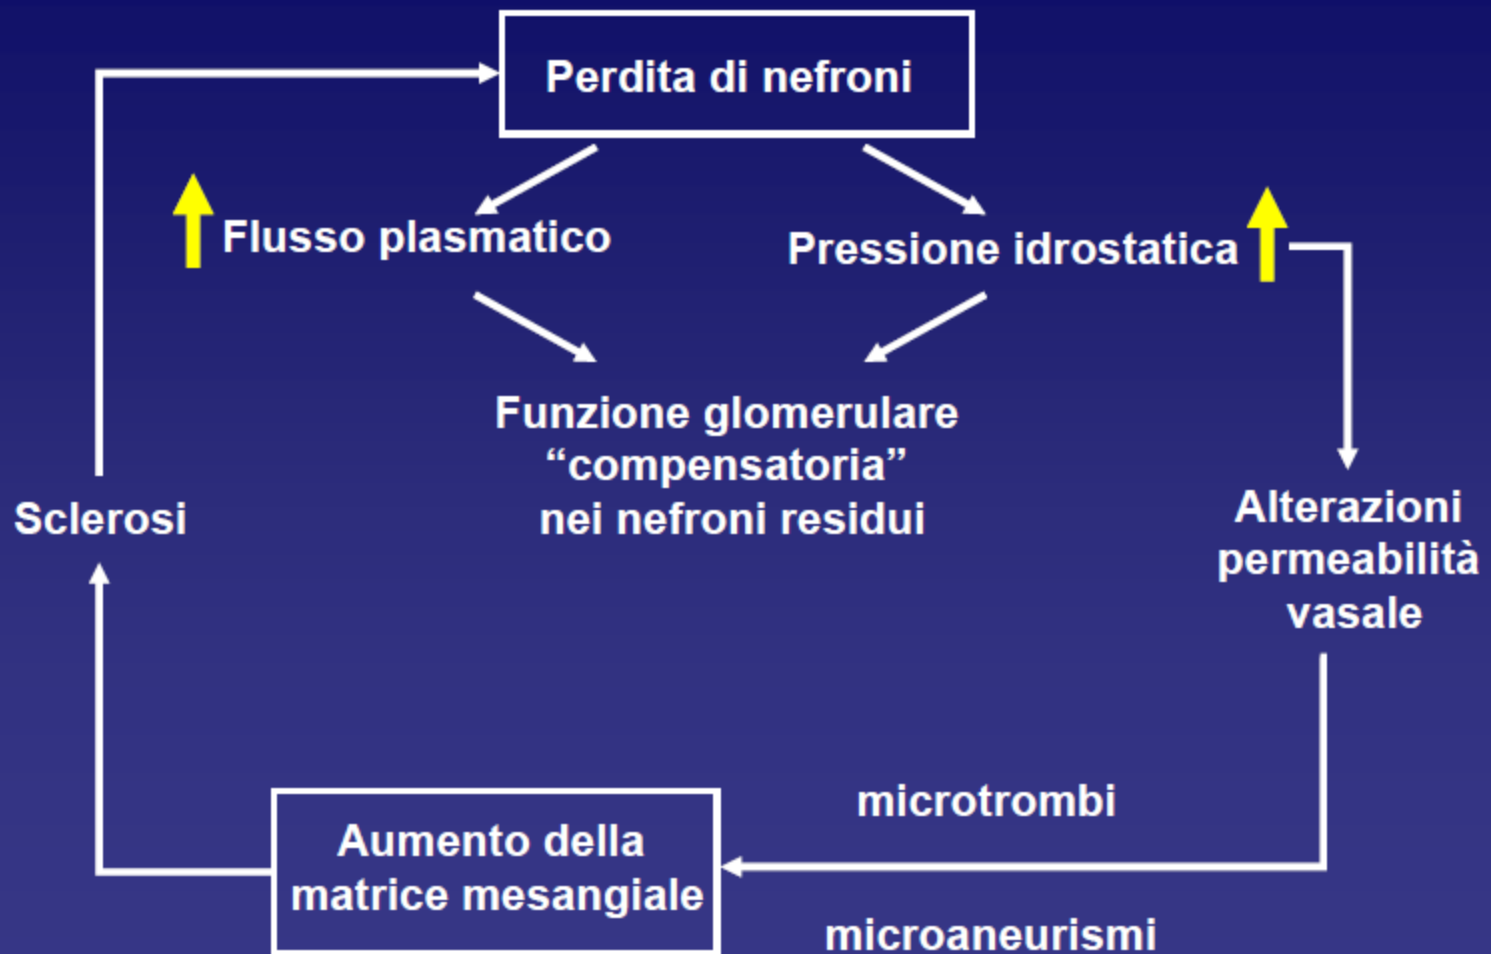 Perdita di nefroni
Flusso plasmatico
Pressione idrostatica
Funzione glomerulare
“compensatoria”
nei nefroni residui
Sclerosi
Alterazioni
permeabilità
vasale
microtrombi
Aumento della
matrice mesangiale
microaneurismi